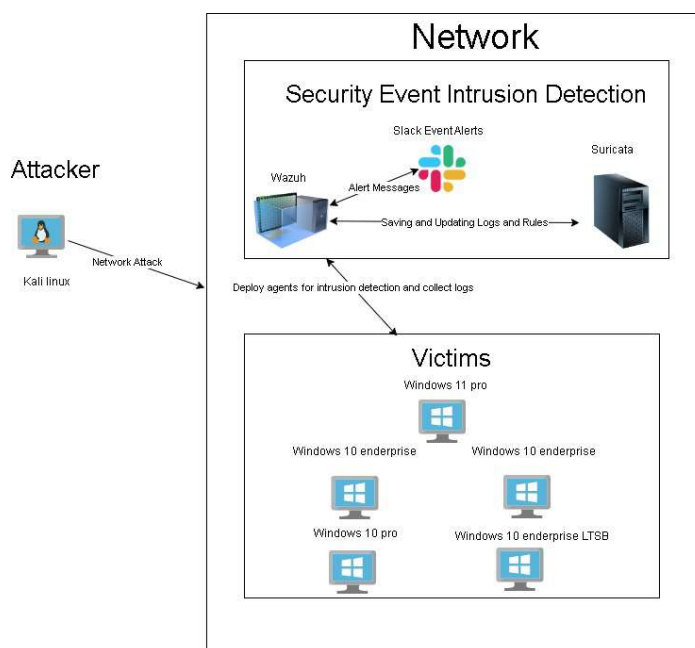 Network
Security Event Intrusion Detection
Slack Event Alerts
Suricata
Attacker
Wazuh
Alert Messages
Saving and Updating Logs and Rules
Network Attack
Kali linux
Deploy agents for intrusion detection and collect logs
Victims
Windows 11 pro
Windows 10 enderprise
Windows 10 enderprise
Windows 10 pro
Windows 10 enderprise LTSB